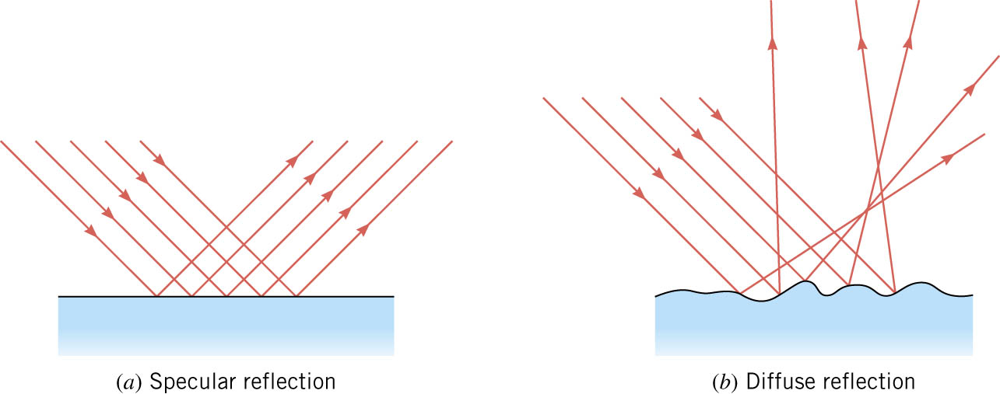 (a) Specular reflection
(b) Diffuse reflection